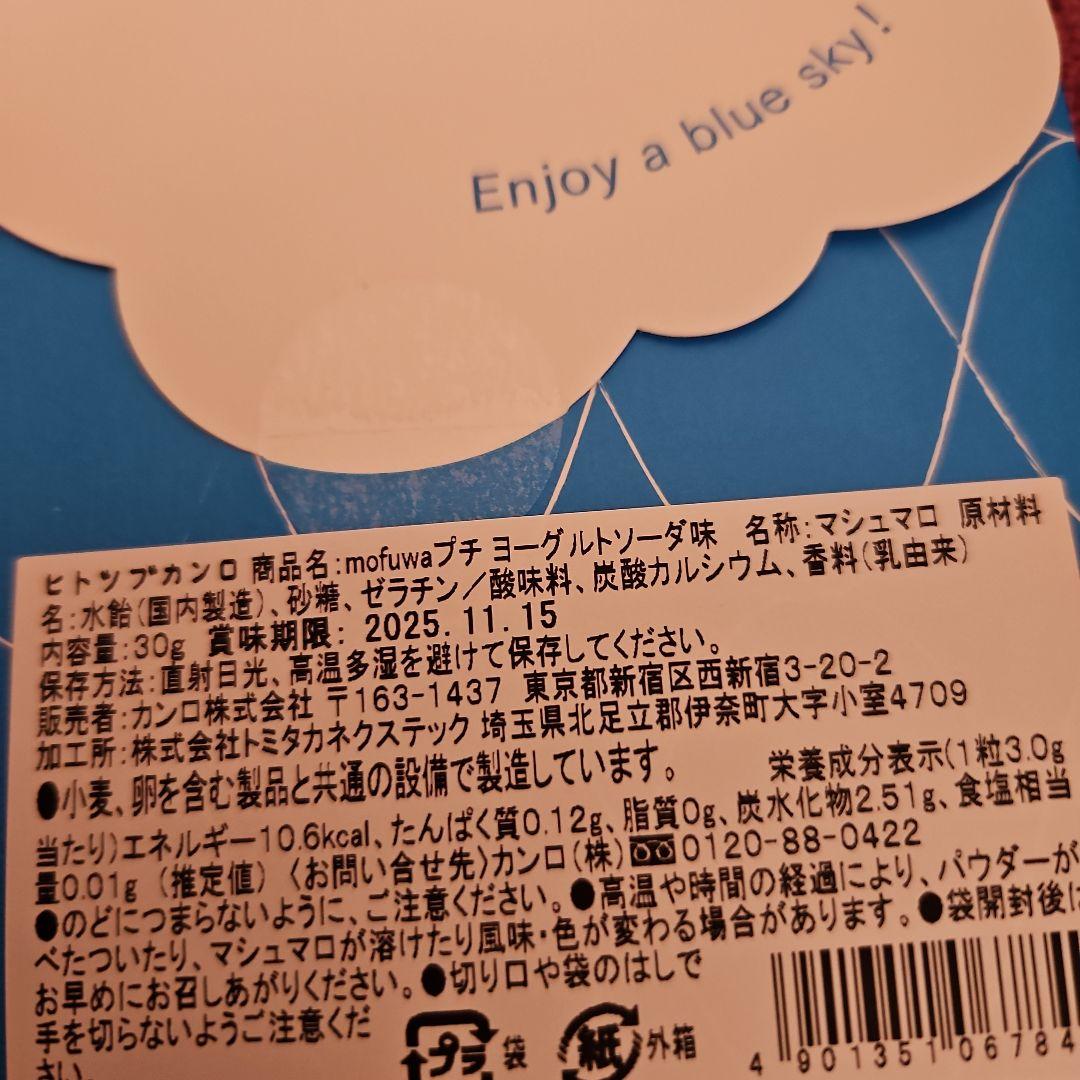 Enjoy a blue sky!
ヒトツブカンロ 商品名:mofuwaプチ ヨーグルトソーダ味 名称:マシュマロ 原材料
名:水飴(国内製造)、砂糖、ゼラチン／酸味料、炭酸カルシウム、香料(乳由来)
内容量:30g 賞味期限: 2025.11.15
保存方法:直射日光、高温多湿を避けて保存してください。
販売者:カンロ株式会社 〒163-1437 東京都新宿区西新宿3-20-2
加工所:株式会社トミタカネクステック 埼玉県北足立郡伊奈町大字小室4709
●小麦、卵を含む製品と共通の設備で製造しています。 栄養成分表示(1粒3.0g
当たり)エネルギー10.6kcal、たんぱく質0.12g、脂質0g、炭水化物2.51g、食塩相当
量0.01g (推定値) 〈お問い合せ先〉カンロ(株) 0120-88-0422
●のどにつまらないように、ご注意ください。●高温や時間の経過により、パウダーが
べたついたり、マシュマロが溶けたり風味・色が変わる場合があります。●袋開封後は
お早めにお召しあがりください。●切り口や袋のはしで
手を切らないようご注意くだ
さい。
プラ 袋 紙 外箱
4 901351 06784